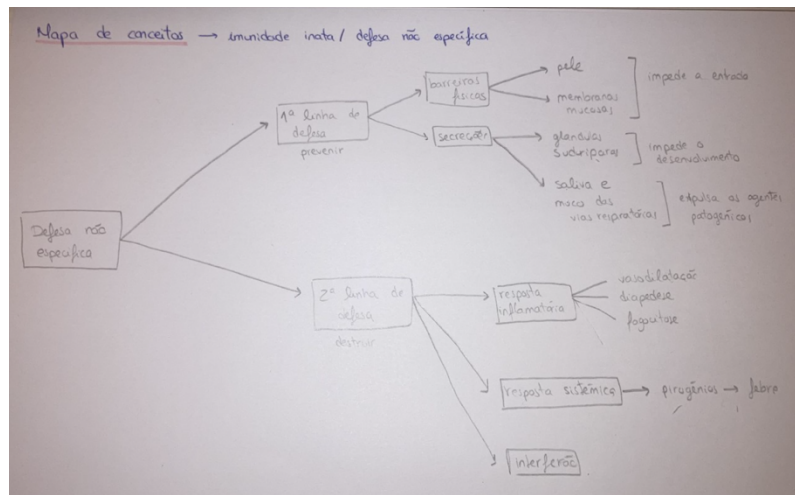 Mapa de conceitos → imunidade inata / defesa não específica
Defesa não
específica
1ª linha de
defesa
prevenir
barreiras
físicas
pele
membranas
mucosas
impede a entrada
secreção
glândulas
sudoríparas
impede o
desenvolvimento
saliva e
muco das
vias respiratórias
expulsa os agentes
patogénicos
2ª linha de
defesa
destruir
resposta
inflamatória
vasodilatação
diapedese
fagocitose
resposta sistémica → pirogénios → febre
interferão